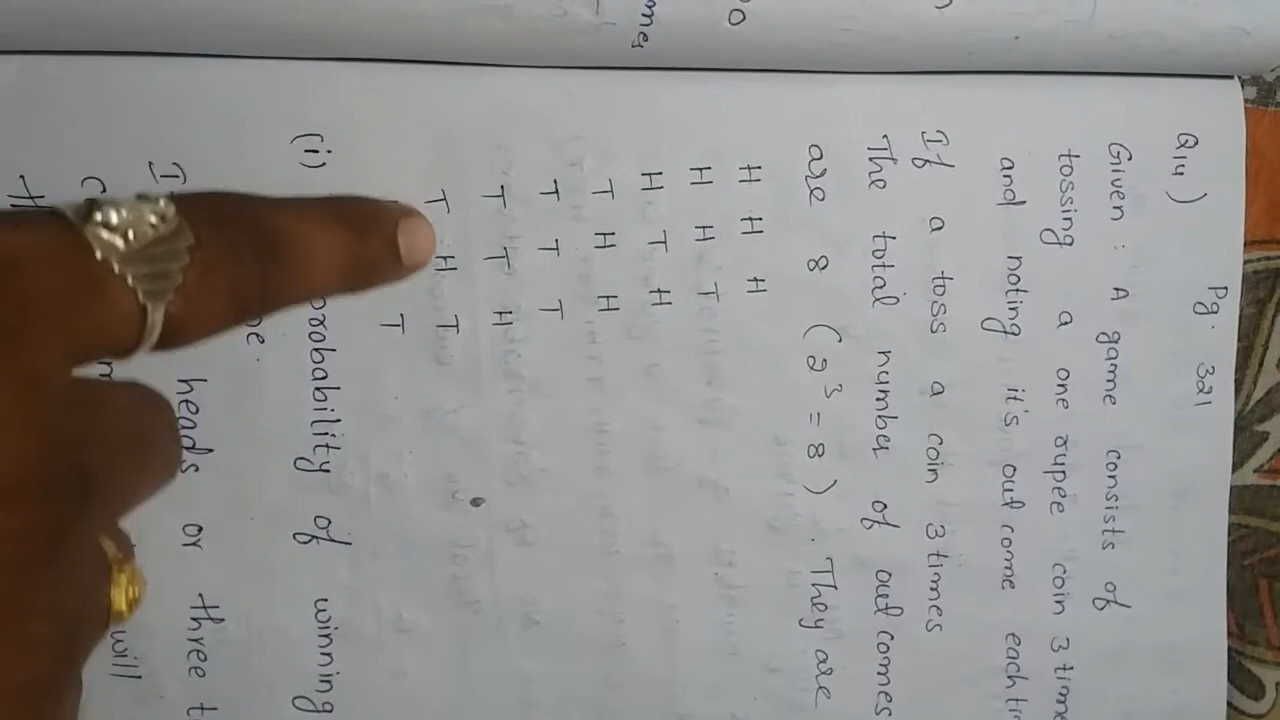 Pg. 321
Q14)
Given : A game consists of
tossing a one rupee coin 3 time
and noting it's out come each
If a toss a coin 3 times
The total number of out comes
are 8 ( 2³ = 8 ) . They are
H H H
H H T
H T H
T H H
T T T
T T H
T H T
T
(i) probability of winning
heads or three
will
H
mes